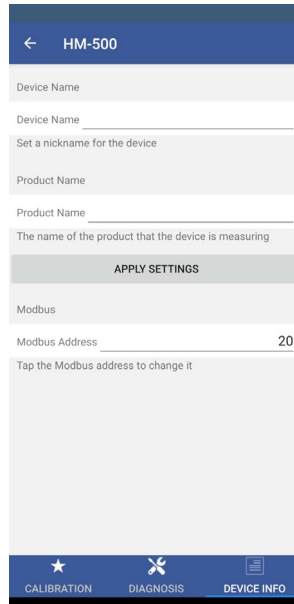 HM-500
Device Name
Device Name
Set a nickname for the device
Product Name
Product Name
The name of the product that the device is measuring
APPLY SETTINGS
Modbus
Modbus Address 20
Tap the Modbus address to change it
CALIBRATION DIAGNOSIS DEVICE INFO